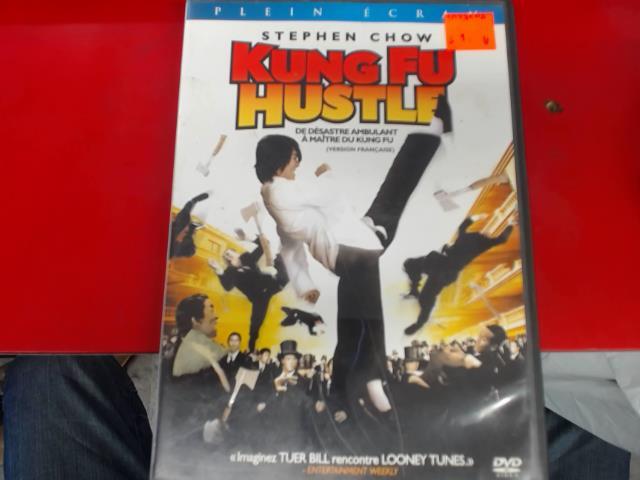 PLEIN ÉCRAN
STEPHEN CHOW
KUNG FU
HUSTLE
DE DÉSASTRE AMBULANT
À MAÎTRE DU KUNG FU
(VERSION FRANÇAISE)
«Imaginez TUER BILL rencontre LOONEY TUNES.»
- ENTERTAINMENT WEEKLY
DVD
VIDEO